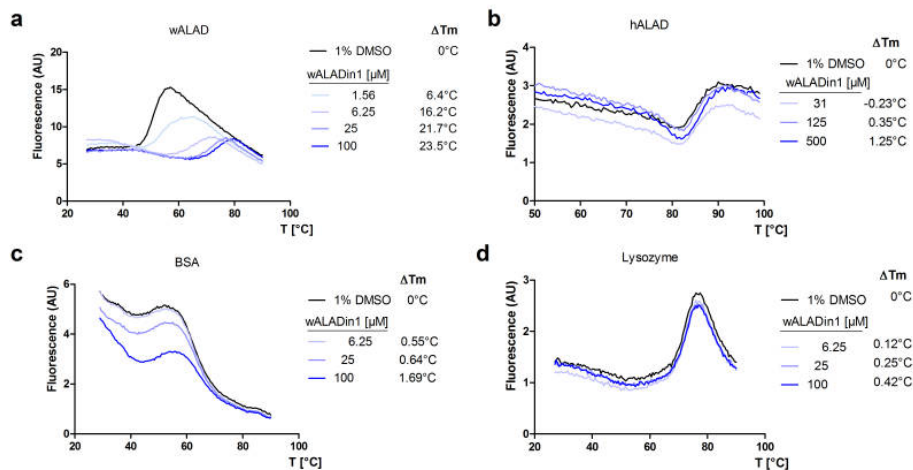 a
wALAD
ΔTm
1% DMSO 0°C
wALADin1 [µM]
1.56 6.4°C
6.25 16.2°C
25 21.7°C
100 23.5°C
Fluorescence (AU)
20
15
10
5
0
20 40 60 80 100
T [°C]
b
hALAD
ΔTm
1% DMSO 0°C
wALADin1 [µM]
31 -0.23°C
125 0.35°C
500 1.25°C
Fluorescence (AU)
5
4
3
2
1
0
50 60 70 80 90 100
T [°C]
c
BSA
ΔTm
1% DMSO 0°C
wALADin1 [µM]
6.25 0.55°C
25 0.64°C
100 1.69°C
Fluorescence (AU)
6
4
2
0
20 40 60 80 100
T [°C]
d
Lysozyme
ΔTm
1% DMSO 0°C
wALADin1 [µM]
6.25 0.12°C
25 0.25°C
100 0.42°C
Fluorescence (AU)
3
2
1
0
20 40 60 80 100
T [°C]